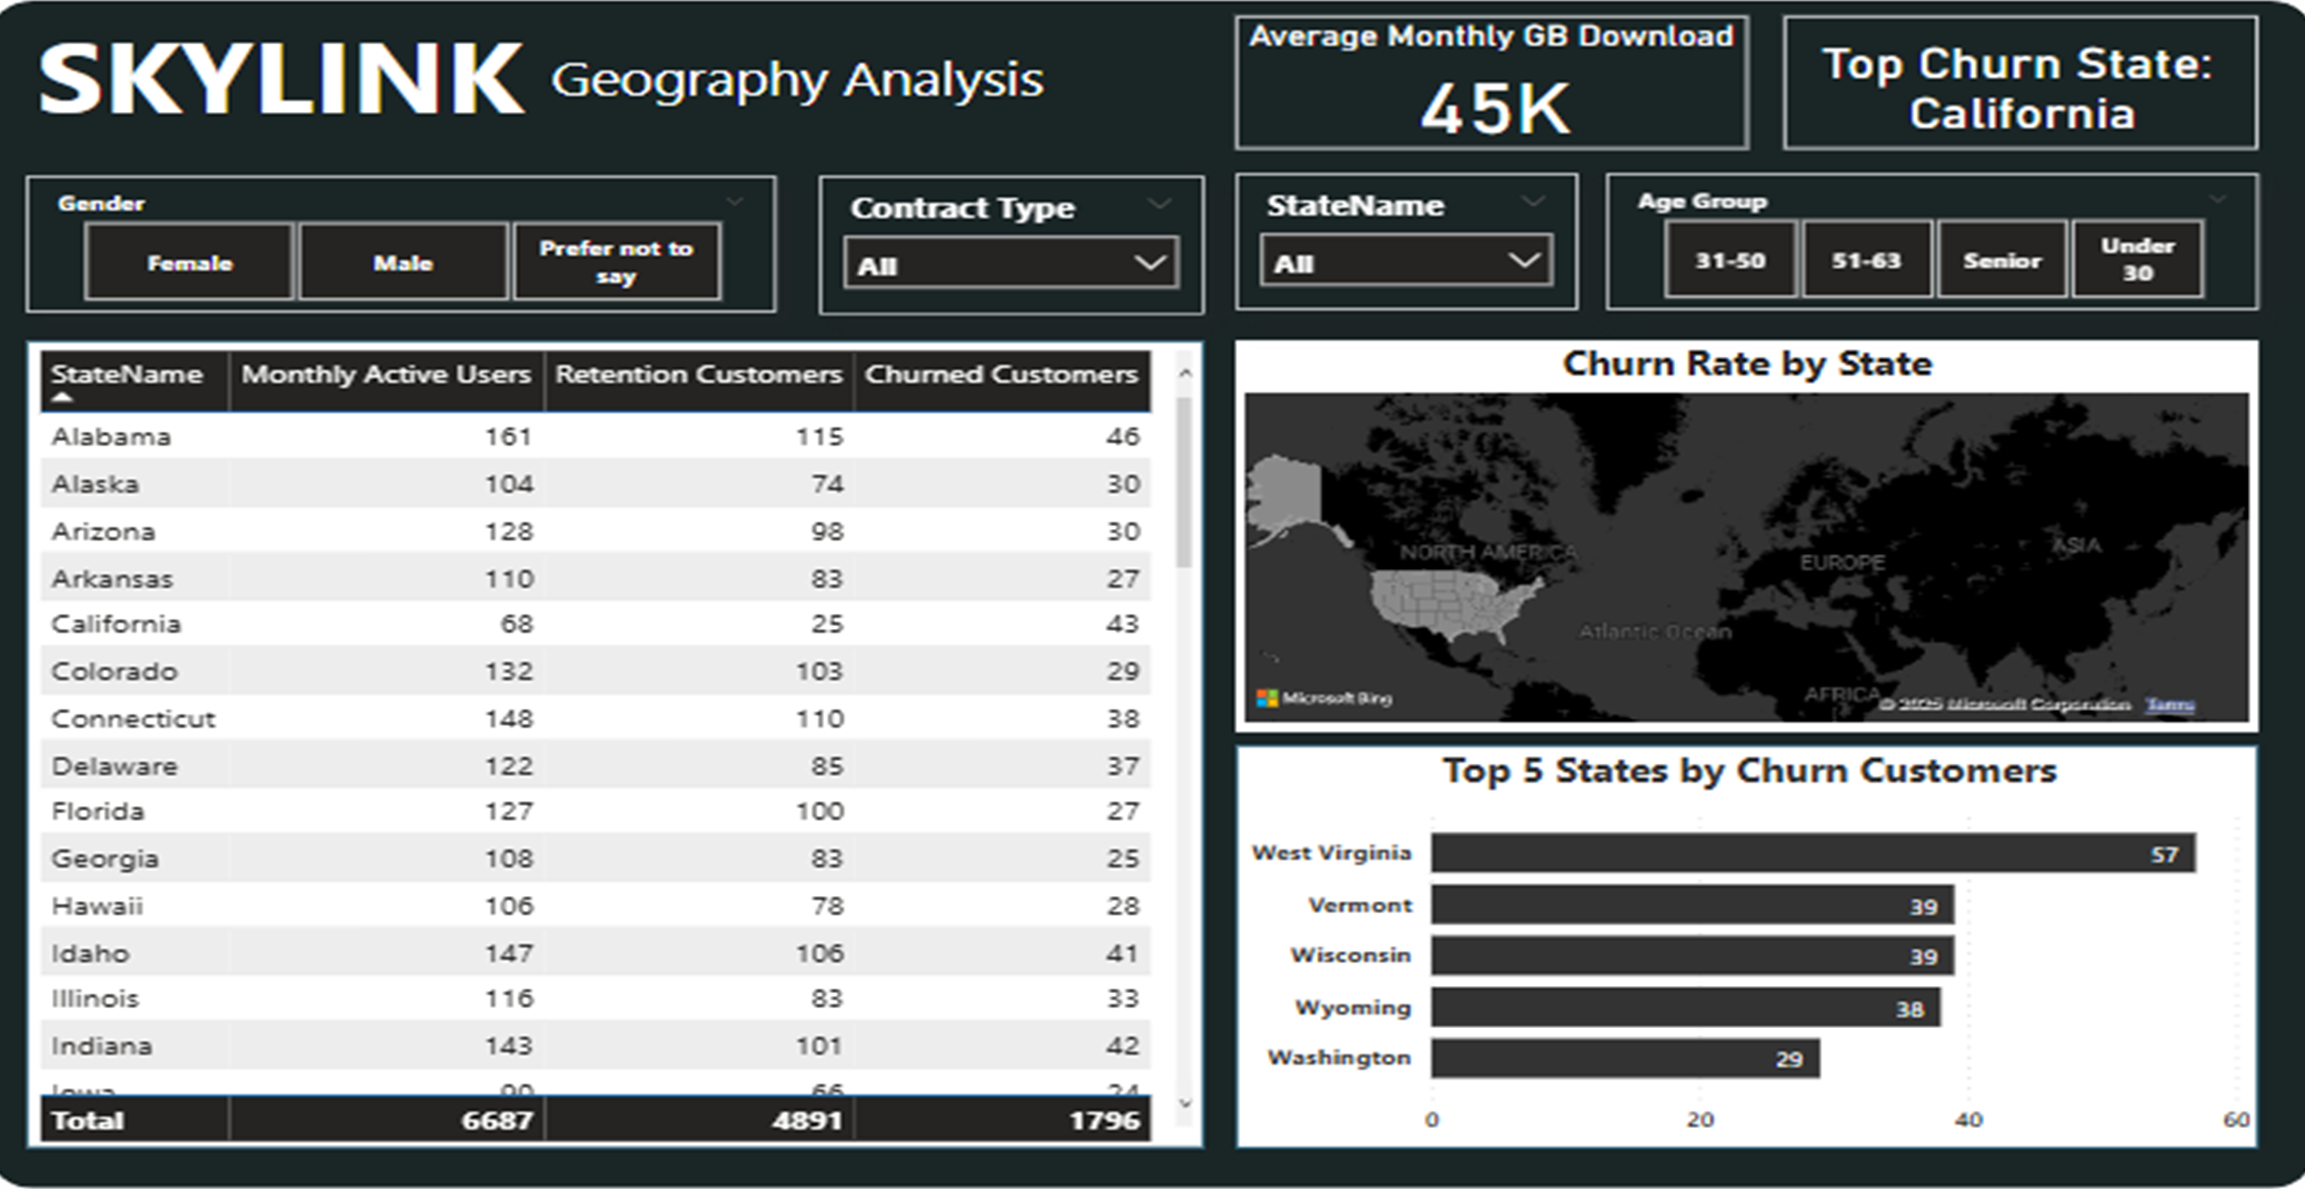 SKYLINK Geography Analysis
Average Monthly GB Download
45K
Top Churn State:
California
Gender
Female
Male
Prefer not to
say
Contract Type
All
StateName
All
Age Group
31-50
51-63
Senior
Under
30
StateName Monthly Active Users Retention Customers Churned Customers
Alabama 161 115 46
Alaska 104 74 30
Arizona 128 98 30
Arkansas 110 83 27
California 68 25 43
Colorado 132 103 29
Connecticut 148 110 38
Delaware 122 85 37
Florida 127 100 27
Georgia 108 83 25
Hawaii 106 78 28
Idaho 147 106 41
Illinois 116 83 33
Indiana 143 101 42
Iowa 90 66 24
Total 6687 4891 1796
Churn Rate by State
NORTH AMERICA
EUROPE
ASIA
Atlantic Ocean
AFRICA
Microsoft Bing
© 2025 Microsoft Corporation Terms
Top 5 States by Churn Customers
West Virginia 57
Vermont 39
Wisconsin 39
Wyoming 38
Washington 29
0 20 40 60